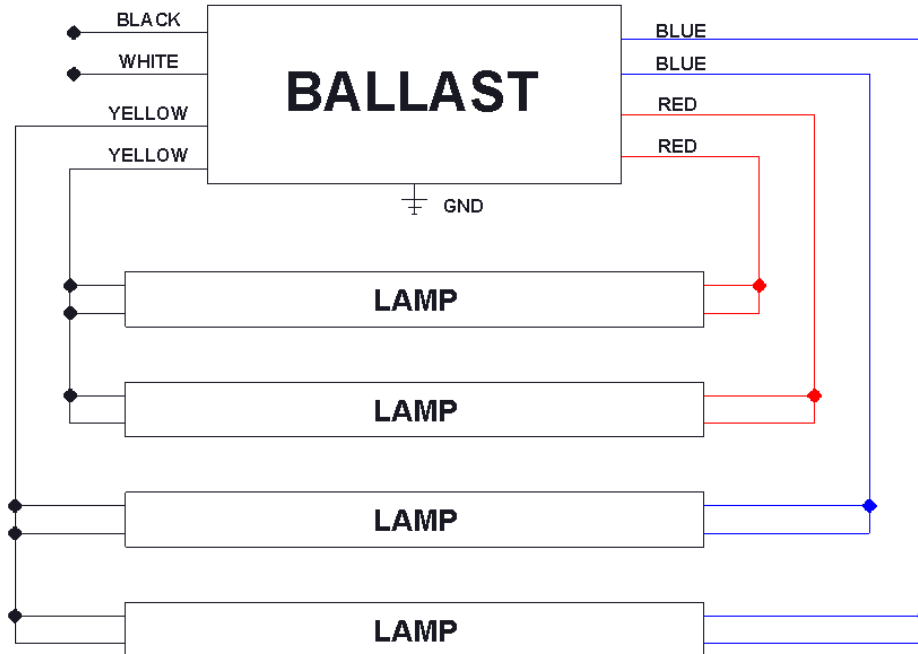 BLACK
WHITE
YELLOW
YELLOW
BALLAST
BLUE
BLUE
RED
RED
GND
LAMP
LAMP
LAMP
LAMP